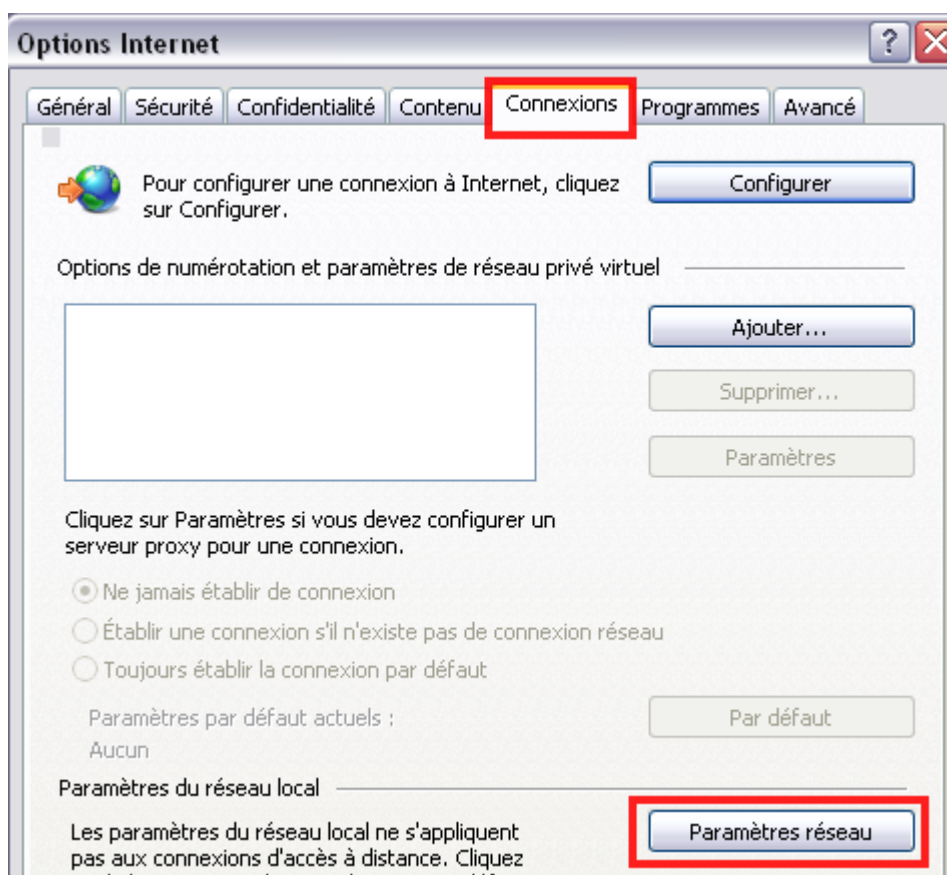 Options Internet
?
Général Sécurité Confidentialité Contenu Connexions Programmes Avancé
Pour configurer une connexion à Internet, cliquez
sur Configurer.
Configurer
Options de numérotation et paramètres de réseau privé virtuel
Ajouter...
Supprimer...
Paramètres
Cliquez sur Paramètres si vous devez configurer un
serveur proxy pour une connexion.
Ne jamais établir de connexion
Établir une connexion s'il n'existe pas de connexion réseau
Toujours établir la connexion par défaut
Paramètres par défaut actuels :
Aucun
Par défaut
Paramètres du réseau local
Les paramètres du réseau local ne s'appliquent
pas aux connexions d'accès à distance. Cliquez
Paramètres réseau